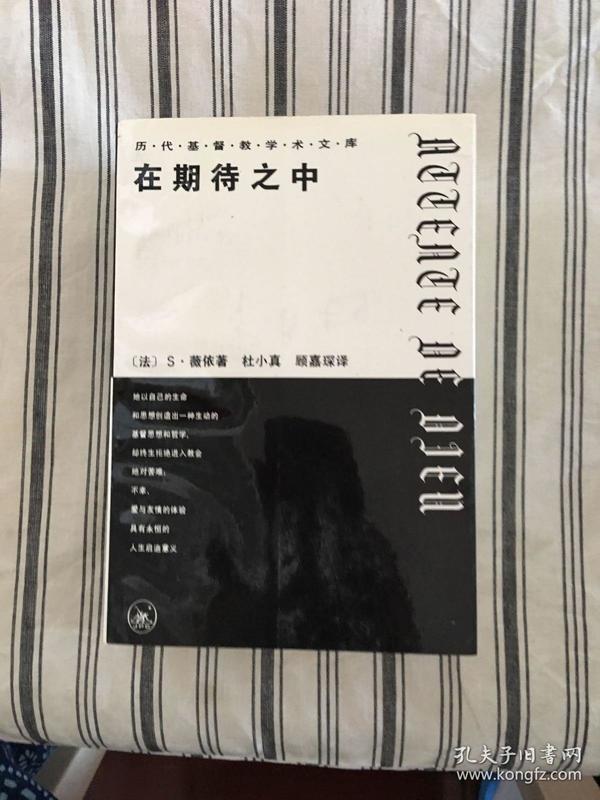 历·代·基·督·教·学·术·文·库
在期待之中
ATTENTE DE DIEU
〔法〕S·薇依著 杜小真 顾嘉琛译
她以自己的生命
和思想创造出一种生动的
基督思想和哲学,
却终生拒绝进入教会
她对苦难、
不幸、
爱与友情的体验
具有永恒的
人生启迪意义
孔夫子旧书网
www.kongfz.com